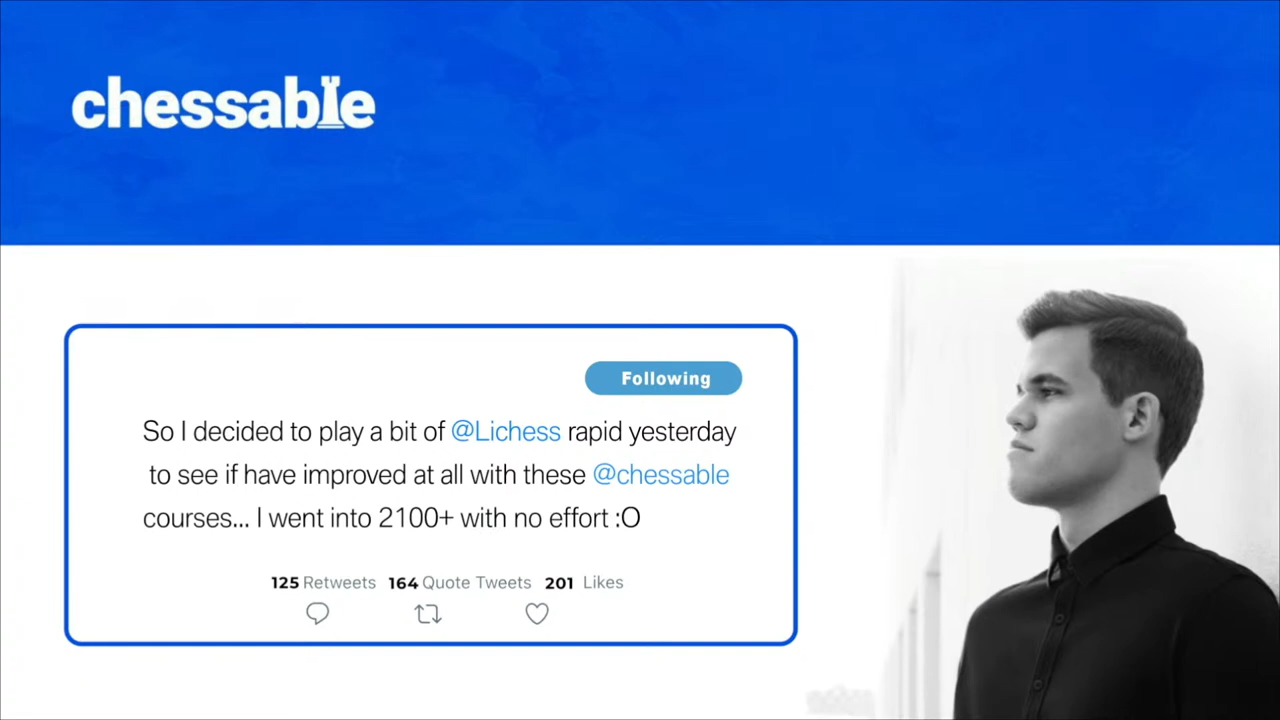 chessable
Following
So I decided to play a bit of @Lichess rapid yesterday
to see if have improved at all with these @chessable
courses... I went into 2100+ with no effort :O
125 Retweets 164 Quote Tweets 201 Likes